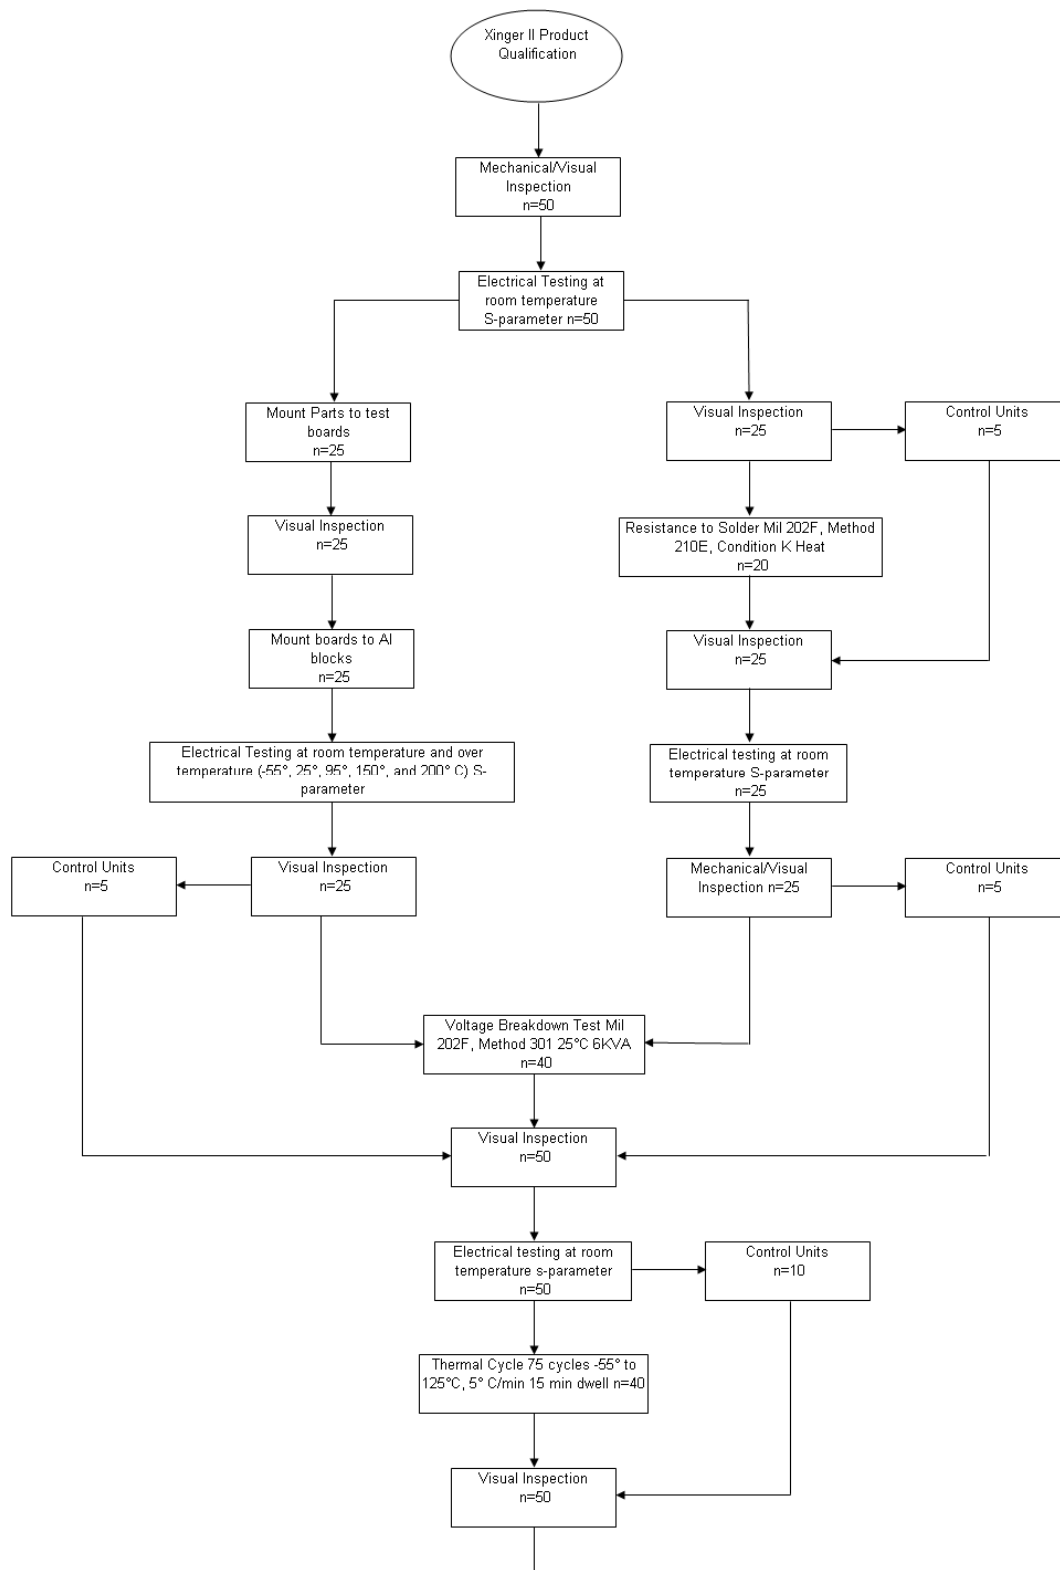 Xinger II Product
Qualification
Mechanical/Visual
Inspection
n=50
Electrical Testing at
room temperature
S-parameter n=50
Mount Parts to test
boards
n=25
Visual Inspection
n=25
Control Units
n=5
Visual Inspection
n=25
Resistance to Solder Mil 202F, Method
210E, Condition K Heat
n=20
Mount boards to Al
blocks
n=25
Visual Inspection
n=25
Electrical Testing at room temperature and over
temperature (-55°, 25°, 95°, 150°, and 200° C) S-
parameter
Electrical testing at room
temperature S-parameter
n=25
Control Units
n=5
Visual Inspection
n=25
Mechanical/Visual
Inspection n=25
Control Units
n=5
Voltage Breakdown Test Mil
202F, Method 301 25°C 6KVA
n=40
Visual Inspection
n=50
Electrical testing at room
temperature s-parameter
n=50
Control Units
n=10
Thermal Cycle 75 cycles -55° to
125°C, 5° C/min 15 min dwell n=40
Visual Inspection
n=50